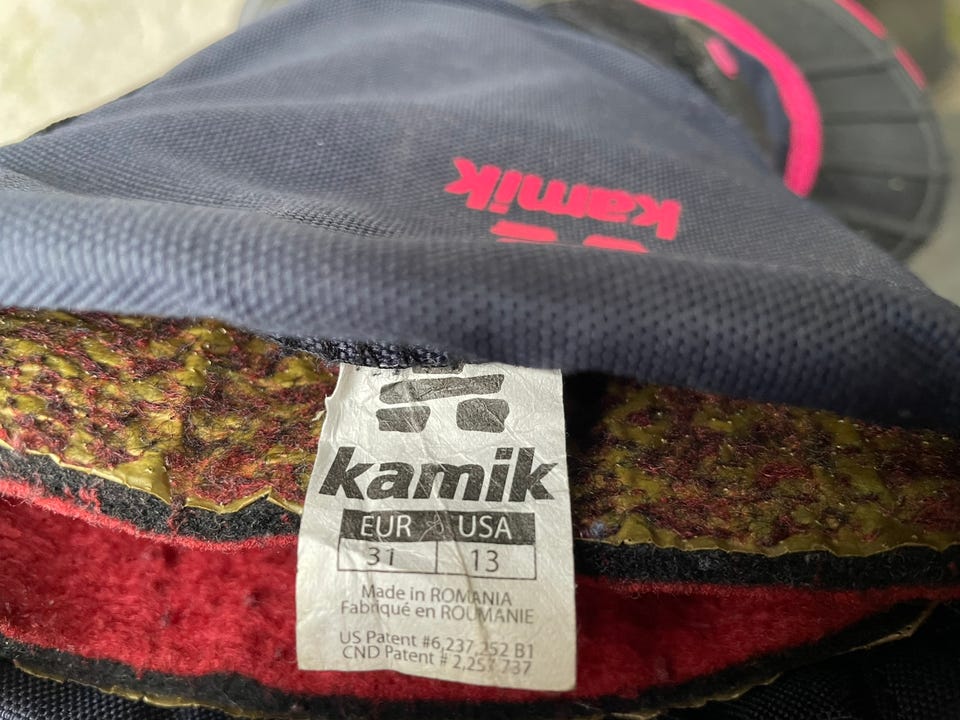 kamik
kamik
EUR USA
31 13
Made in ROMANIA
Fabriqué en ROUMANIE
US Patent #6,237,252 B1
CND Patent # 2,257,737